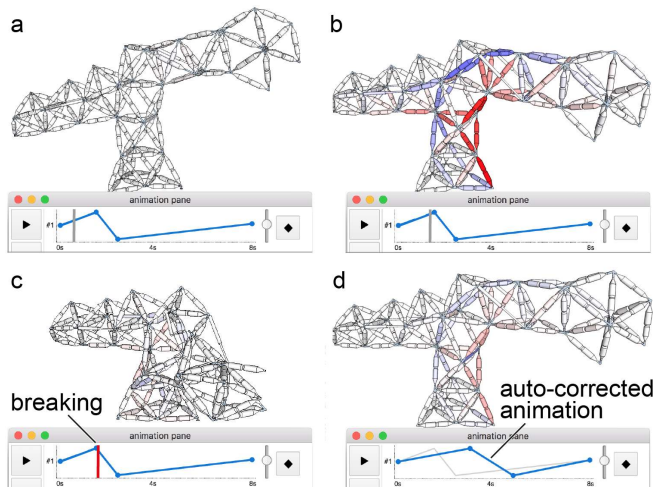 a
b
animation pane
#1
0s
4s
8s
animation pane
#1
0s
4s
8s
c
d
breaking
auto-corrected
animation
animation pane
#1
0s
4s
8s
animation pane
#1
0s
4s
8s